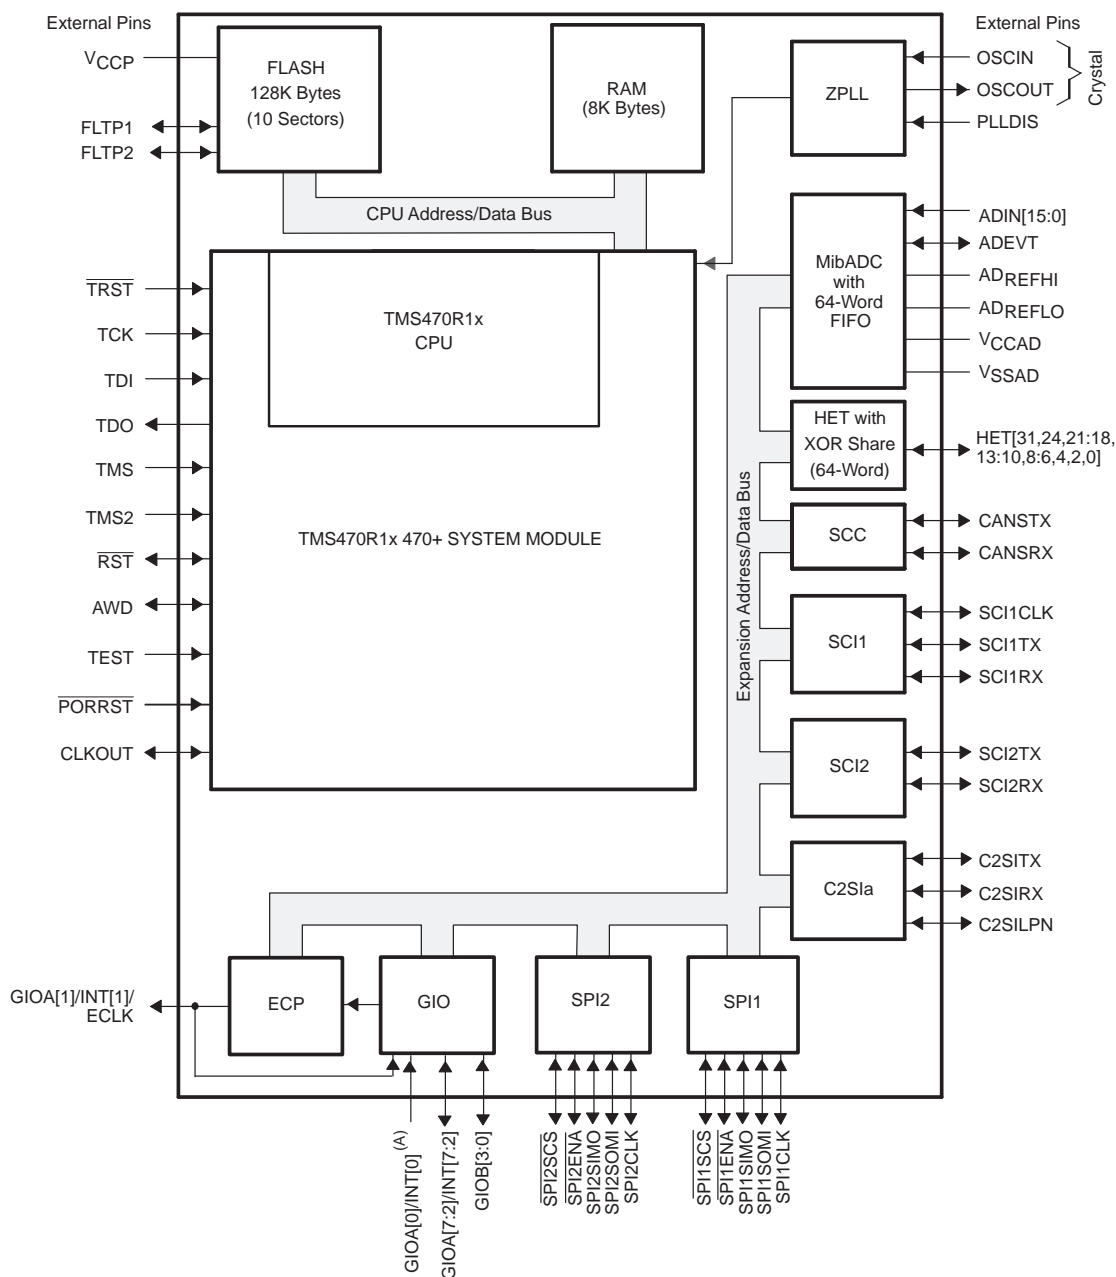 External Pins
External Pins
VCCP
FLASH
128K Bytes
(10 Sectors)
FLTP1
FLTP2
RAM
(8K Bytes)
ZPLL
OSCIN
OSCOUT
Crystal
PLLDIS
CPU Address/Data Bus
TMS470R1x
CPU
TMS470R1x 470+ SYSTEM MODULE
TRST
TCK
TDI
TDO
TMS
TMS2
RST
AWD
TEST
PORRST
CLKOUT
Expansion Address/Data Bus
MibADC
with
64-Word
FIFO
ADIN[15:0]
ADEVT
ADREFHI
ADREFLO
VCCAD
VSSAD
HET with
XOR Share
(64-Word)
HET[31,24,21:18,
13:10,8:6,4,2,0]
SCC
CANSTX
CANSRX
SCI1
SCI1CLK
SCI1TX
SCI1RX
SCI2
SCI2TX
SCI2RX
C2SIa
C2SITX
C2SIRX
C2SILPN
GIOA[1]/INT[1]/
ECLK
ECP
GIO
SPI2
SPI1
GIOA[0]/INT[0](A)
GIOA[7:2]/INT[7:2]
GIOB[3:0]
SPI2SCS
SPI2ENA
SPI2SIMO
SPI2SOMI
SPI2CLK
SPI1SCS
SPI1ENA
SPI1SIMO
SPI1SOMI
SPI1CLK